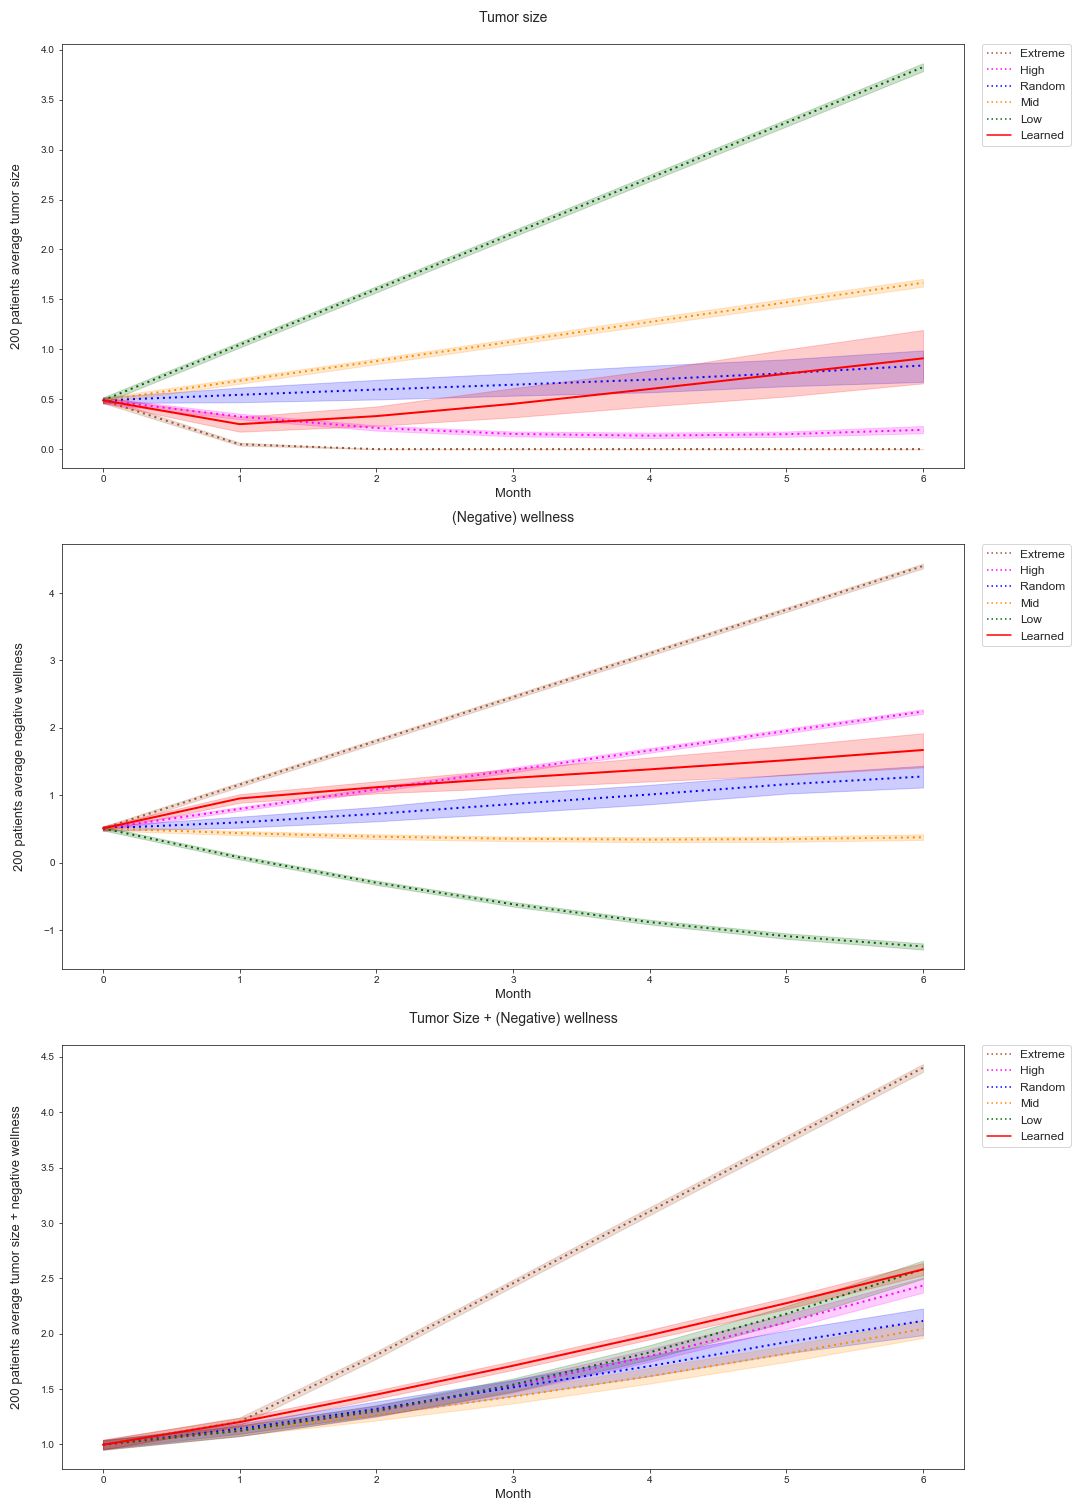 Tumor size
200 patients average tumor size
4.0
3.5
3.0
2.5
2.0
1.5
1.0
0.5
0.0
0 1 2 3 4 5 6
Month
Extreme
High
Random
Mid
Low
Learned
(Negative) wellness
200 patients average negative wellness
4
3
2
1
0
−1
0 1 2 3 4 5 6
Month
Extreme
High
Random
Mid
Low
Learned
Tumor Size + (Negative) wellness
200 patients average tumor size + negative wellness
4.5
4.0
3.5
3.0
2.5
2.0
1.5
1.0
0 1 2 3 4 5 6
Month
Extreme
High
Random
Mid
Low
Learned